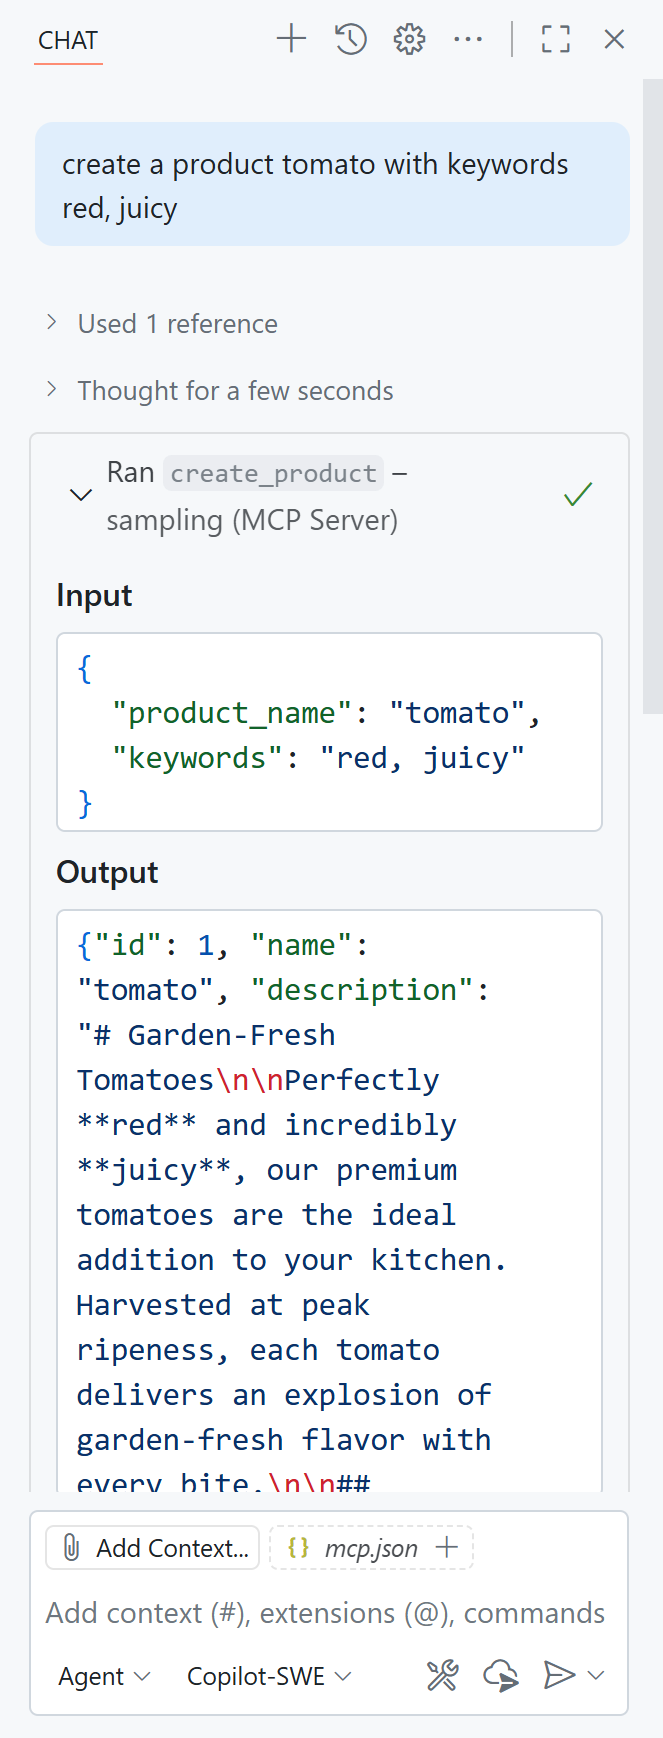 CHAT
create a product tomato with keywords
red, juicy
Used 1 reference
Thought for a few seconds
Ran create_product –
sampling (MCP Server)
Input
{
"product_name": "tomato",
"keywords": "red, juicy"
}
Output
{"id": 1, "name":
"tomato", "description":
"# Garden-Fresh
Tomatoes\n\nPerfectly
**red** and incredibly
**juicy**, our premium
tomatoes are the ideal
addition to your kitchen.
Harvested at peak
ripeness, each tomato
delivers an explosion of
garden-fresh flavor with
every bite.\n\n##
Add Context...
{} mcp.json +
Add context (#), extensions (@), commands
Agent
Copilot-SWE